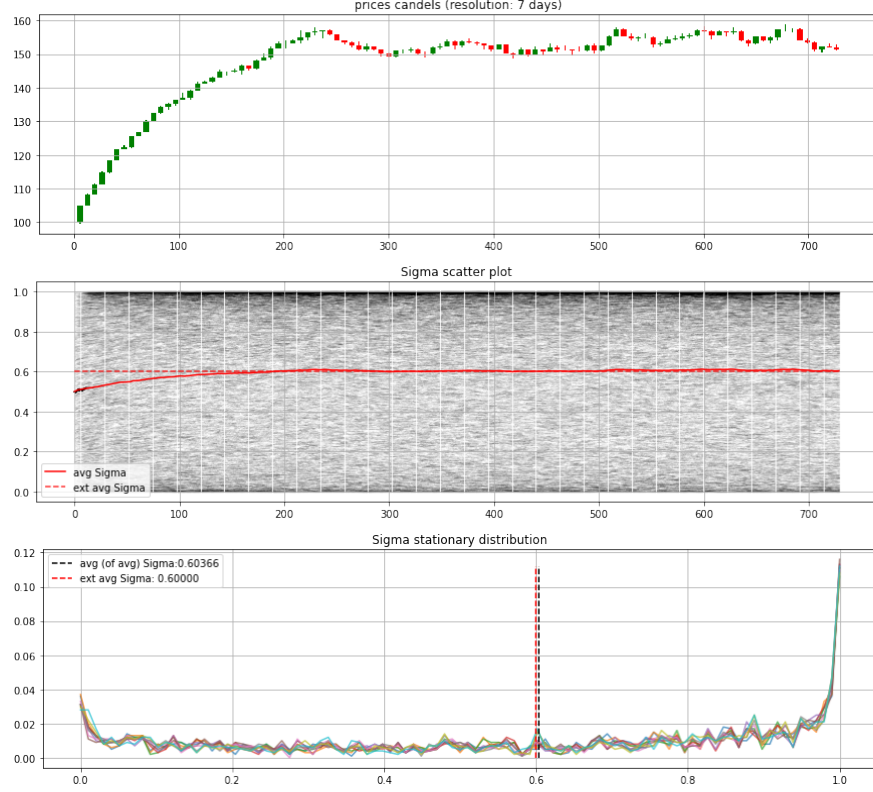 prices candels (resolution: 7 days)
160
150
140
130
120
110
100
0 100 200 300 400 500 600 700
Sigma scatter plot
1.0
0.8
0.6
0.4
0.2
0.0
avg Sigma
ext avg Sigma
0 100 200 300 400 500 600 700
Sigma stationary distribution
0.12
0.10
0.08
0.06
0.04
0.02
0.00
avg (of avg) Sigma:0.60366
ext avg Sigma: 0.60000
0.0 0.2 0.4 0.6 0.8 1.0